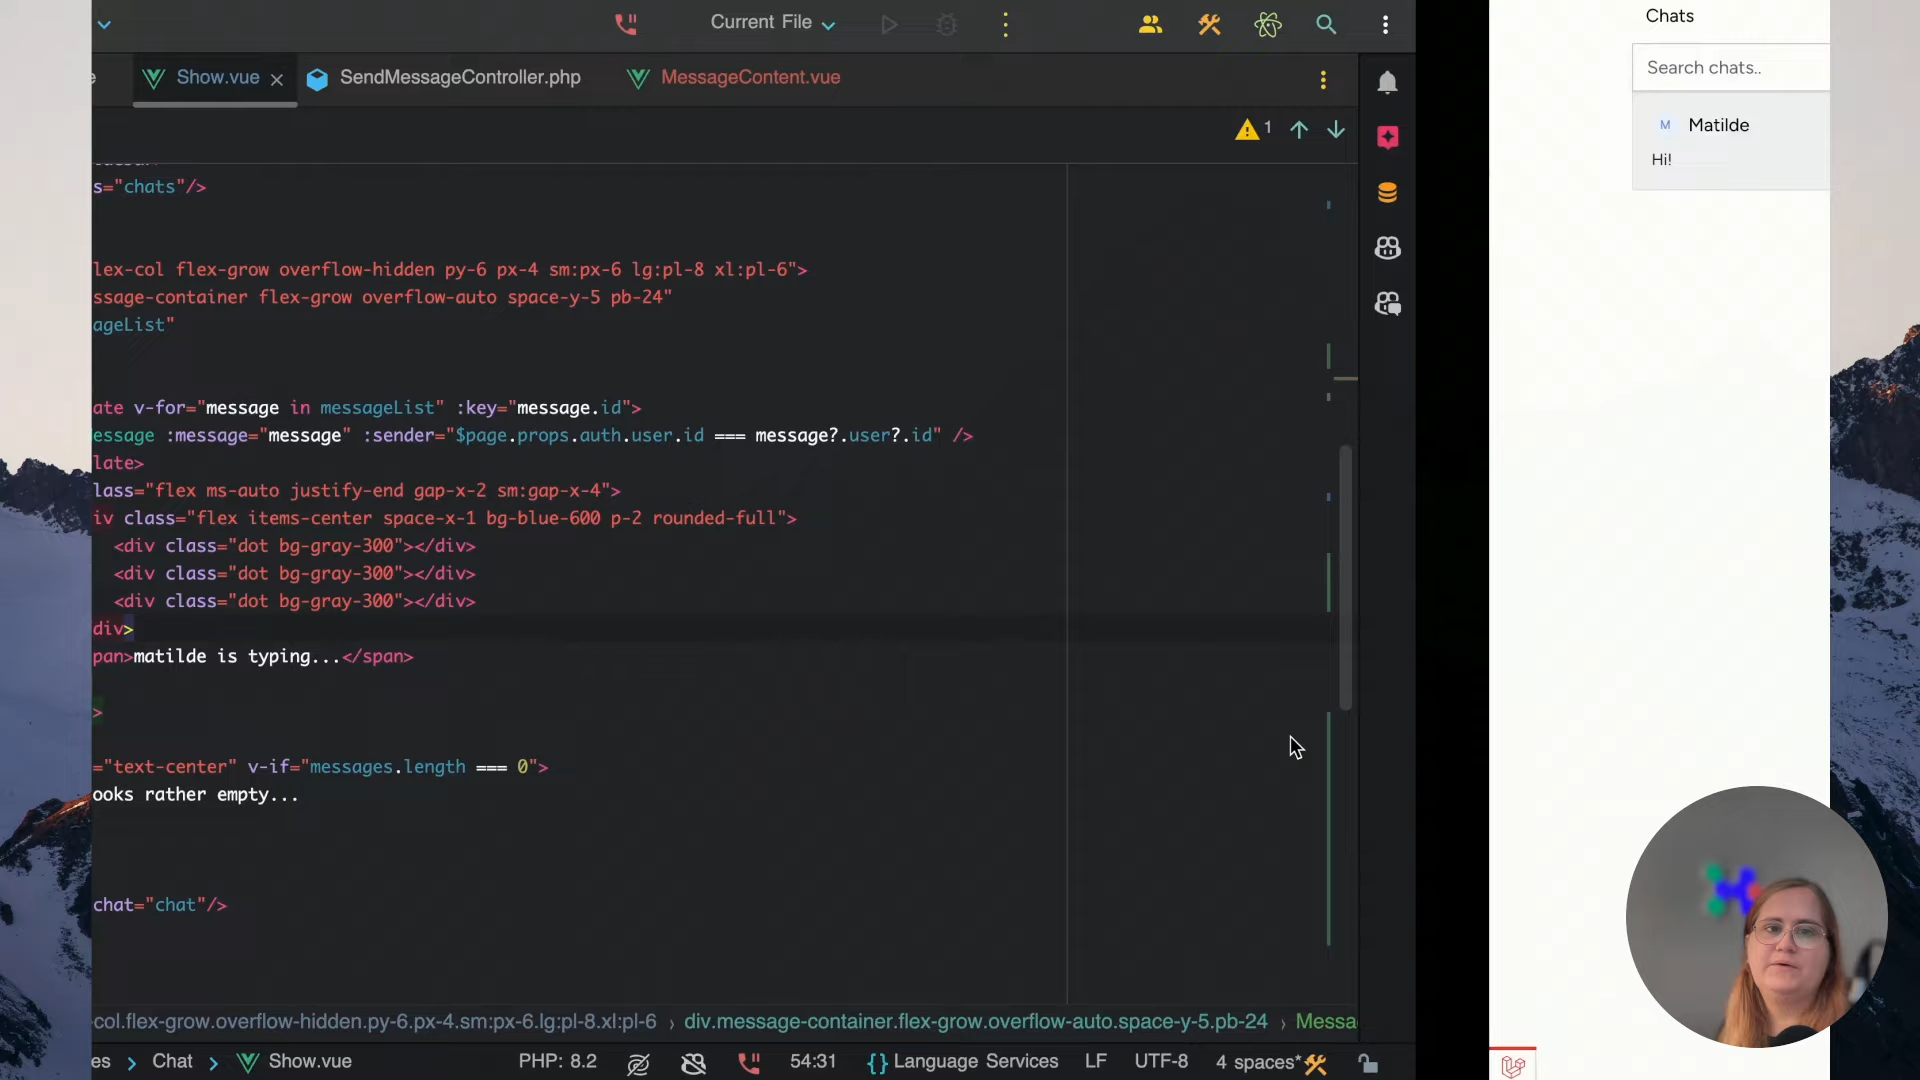 Current File
Show.vue
SendMessageController.php
MessageContent.vue
1
s="chats"/>
lex-col flex-grow overflow-hidden py-6 px-4 sm:px-6 lg:pl-8 xl:pl-6">
ssage-container flex-grow overflow-auto space-y-5 pb-24"
ageList"
ate v-for="message in messageList" :key="message.id">
essage :message="message" :sender="$page.props.auth.user.id === message?.user?.id" />
late>
lass="flex ms-auto justify-end gap-x-2 sm:gap-x-4">
iv class="flex items-center space-x-1 bg-blue-600 p-2 rounded-full">
<div class="dot bg-gray-300"></div>
<div class="dot bg-gray-300"></div>
<div class="dot bg-gray-300"></div>
div>
pan>matilde is typing...</span>
>
="text-center" v-if="messages.length === 0">
ooks rather empty...
chat="chat"/>
-col.flex-grow.overflow-hidden.py-6.px-4.sm:px-6.lg:pl-8.xl:pl-6 › div.message-container.flex-grow.overflow-auto.space-y-5.pb-24 › Messa
es › Chat › Show.vue
PHP: 8.2
54:31
{} Language Services
LF
UTF-8
4 spaces*
Chats
Search chats..
M Matilde
Hi!